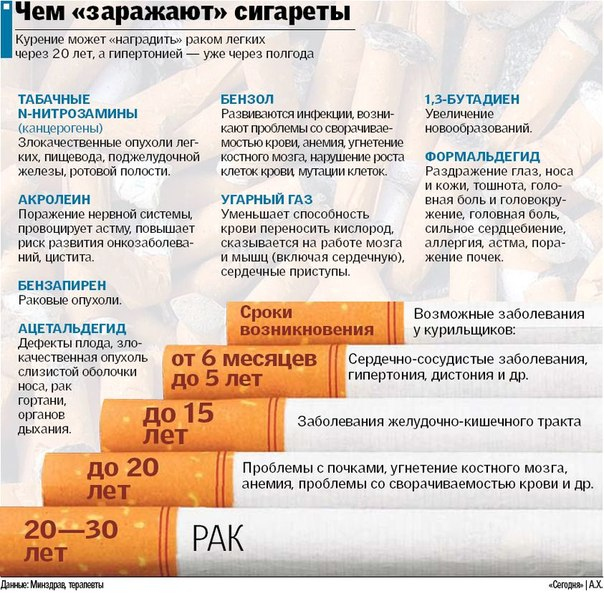 Чем «заражают» сигареты
Курение может «наградить» раком легких
через 20 лет, а гипертонией — уже через полгода
ТАБАЧНЫЕ
N-НИТРОЗАМИНЫ
(канцерогены)
Злокачественные опухоли лег-
ких, пищевода, поджелудочной
железы, ротовой полости.
АКРОЛЕИН
Поражение нервной системы,
провоцирует астму, повышает
риск развития онкозаболева-
ний, цистита.
БЕНЗАПИРЕН
Раковые опухоли.
АЦЕТАЛЬДЕГИД
Дефекты плода, зло-
качественная опухоль
слизистой оболочки
носа, рак
гортани,
органов
дыхания.
БЕНЗОЛ
Развиваются инфекции, возни-
кают проблемы со сворачивае-
мостью крови, анемия, угнетение
костного мозга, нарушение роста
клеток крови, мутации клеток.
УГАРНЫЙ ГАЗ
Уменьшает способность
крови переносить кислород,
сказывается на работе мозга
и мышц (включая сердечную),
сердечные приступы.
1,3-БУТАДИЕН
Увеличение
новообразований.
ФОРМАЛЬДЕГИД
Раздражение глаз, носа
и кожи, тошнота, голо-
вная боль и головокру-
жение, головная боль,
сильное сердцебиение,
аллергия, астма, пора-
жение почек.
Сроки
возникновения
Возможные заболевания
у курильщиков:
от 6 месяцев
до 5 лет
Сердечно-сосудистые заболевания,
гипертония, дистония и др.
до 15
лет
Заболевания желудочно-кишечного тракта
до 20
лет
Проблемы с почками, угнетение костного мозга,
анемия, проблемы со сворачиваемостью крови и др.
20—30
лет
РАК
Данные: Минздрав, терапевты
«Сегодня» | А.Х.